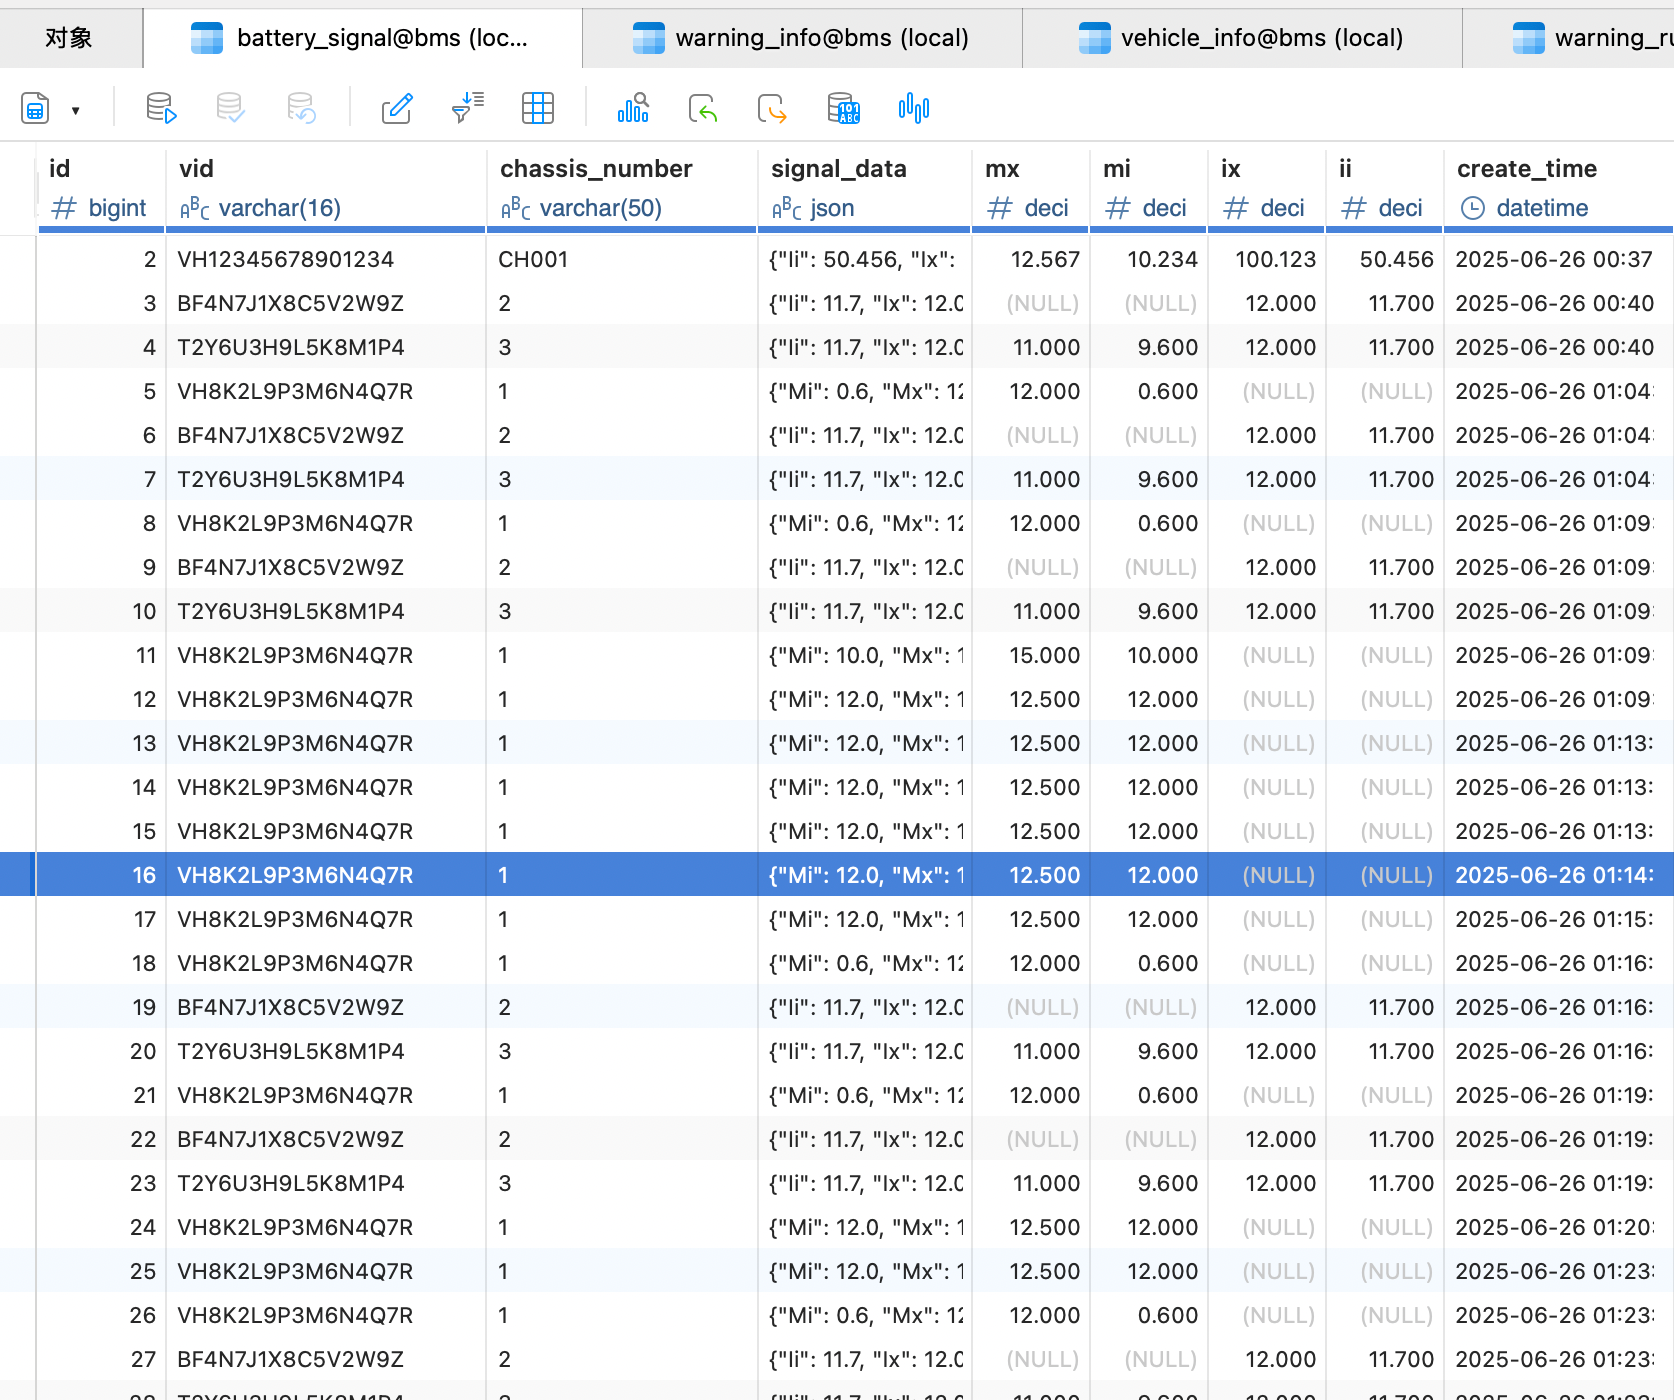 对象 battery_signal@bms (loc... warning_info@bms (local) vehicle_info@bms (local)
id vid chassis_number signal_data mx mi ix ii create_time
# bigint ABC varchar(16) ABC varchar(50) ABC json # deci # deci # deci # deci datetime
2 VH12345678901234 CH001 {"Ii": 50.456, "Ix": 12.567 10.234 100.123 50.456 2025-06-26 00:37
3 BF4N7J1X8C5V2W9Z 2 {"Ii": 11.7, "Ix": 12.0 (NULL) (NULL) 12.000 11.700 2025-06-26 00:40
4 T2Y6U3H9L5K8M1P4 3 {"Ii": 11.7, "Ix": 12.0 11.000 9.600 12.000 11.700 2025-06-26 00:40
5 VH8K2L9P3M6N4Q7R 1 {"Mi": 0.6, "Mx": 12 12.000 0.600 (NULL) (NULL) 2025-06-26 01:04:
6 BF4N7J1X8C5V2W9Z 2 {"Ii": 11.7, "Ix": 12.0 (NULL) (NULL) 12.000 11.700 2025-06-26 01:04:
7 T2Y6U3H9L5K8M1P4 3 {"Ii": 11.7, "Ix": 12.0 11.000 9.600 12.000 11.700 2025-06-26 01:04:
8 VH8K2L9P3M6N4Q7R 1 {"Mi": 0.6, "Mx": 12 12.000 0.600 (NULL) (NULL) 2025-06-26 01:09:
9 BF4N7J1X8C5V2W9Z 2 {"Ii": 11.7, "Ix": 12.0 (NULL) (NULL) 12.000 11.700 2025-06-26 01:09:
10 T2Y6U3H9L5K8M1P4 3 {"Ii": 11.7, "Ix": 12.0 11.000 9.600 12.000 11.700 2025-06-26 01:09:
11 VH8K2L9P3M6N4Q7R 1 {"Mi": 10.0, "Mx": 1 15.000 10.000 (NULL) (NULL) 2025-06-26 01:09:
12 VH8K2L9P3M6N4Q7R 1 {"Mi": 12.0, "Mx": 1 12.500 12.000 (NULL) (NULL) 2025-06-26 01:09:
13 VH8K2L9P3M6N4Q7R 1 {"Mi": 12.0, "Mx": 1 12.500 12.000 (NULL) (NULL) 2025-06-26 01:13:
14 VH8K2L9P3M6N4Q7R 1 {"Mi": 12.0, "Mx": 1 12.500 12.000 (NULL) (NULL) 2025-06-26 01:13:
15 VH8K2L9P3M6N4Q7R 1 {"Mi": 12.0, "Mx": 1 12.500 12.000 (NULL) (NULL) 2025-06-26 01:13:
16 VH8K2L9P3M6N4Q7R 1 {"Mi": 12.0, "Mx": 1 12.500 12.000 (NULL) (NULL) 2025-06-26 01:14:
17 VH8K2L9P3M6N4Q7R 1 {"Mi": 12.0, "Mx": 1 12.500 12.000 (NULL) (NULL) 2025-06-26 01:15:
18 VH8K2L9P3M6N4Q7R 1 {"Mi": 0.6, "Mx": 12 12.000 0.600 (NULL) (NULL) 2025-06-26 01:16:
19 BF4N7J1X8C5V2W9Z 2 {"Ii": 11.7, "Ix": 12.0 (NULL) (NULL) 12.000 11.700 2025-06-26 01:16:
20 T2Y6U3H9L5K8M1P4 3 {"Ii": 11.7, "Ix": 12.0 11.000 9.600 12.000 11.700 2025-06-26 01:16:
21 VH8K2L9P3M6N4Q7R 1 {"Mi": 0.6, "Mx": 12 12.000 0.600 (NULL) (NULL) 2025-06-26 01:19:
22 BF4N7J1X8C5V2W9Z 2 {"Ii": 11.7, "Ix": 12.0 (NULL) (NULL) 12.000 11.700 2025-06-26 01:19:
23 T2Y6U3H9L5K8M1P4 3 {"Ii": 11.7, "Ix": 12.0 11.000 9.600 12.000 11.700 2025-06-26 01:19:
24 VH8K2L9P3M6N4Q7R 1 {"Mi": 12.0, "Mx": 1 12.500 12.000 (NULL) (NULL) 2025-06-26 01:20:
25 VH8K2L9P3M6N4Q7R 1 {"Mi": 12.0, "Mx": 1 12.500 12.000 (NULL) (NULL) 2025-06-26 01:23:
26 VH8K2L9P3M6N4Q7R 1 {"Mi": 0.6, "Mx": 12 12.000 0.600 (NULL) (NULL) 2025-06-26 01:23:
27 BF4N7J1X8C5V2W9Z 2 {"Ii": 11.7, "Ix": 12.0 (NULL) (NULL) 12.000 11.700 2025-06-26 01:23: